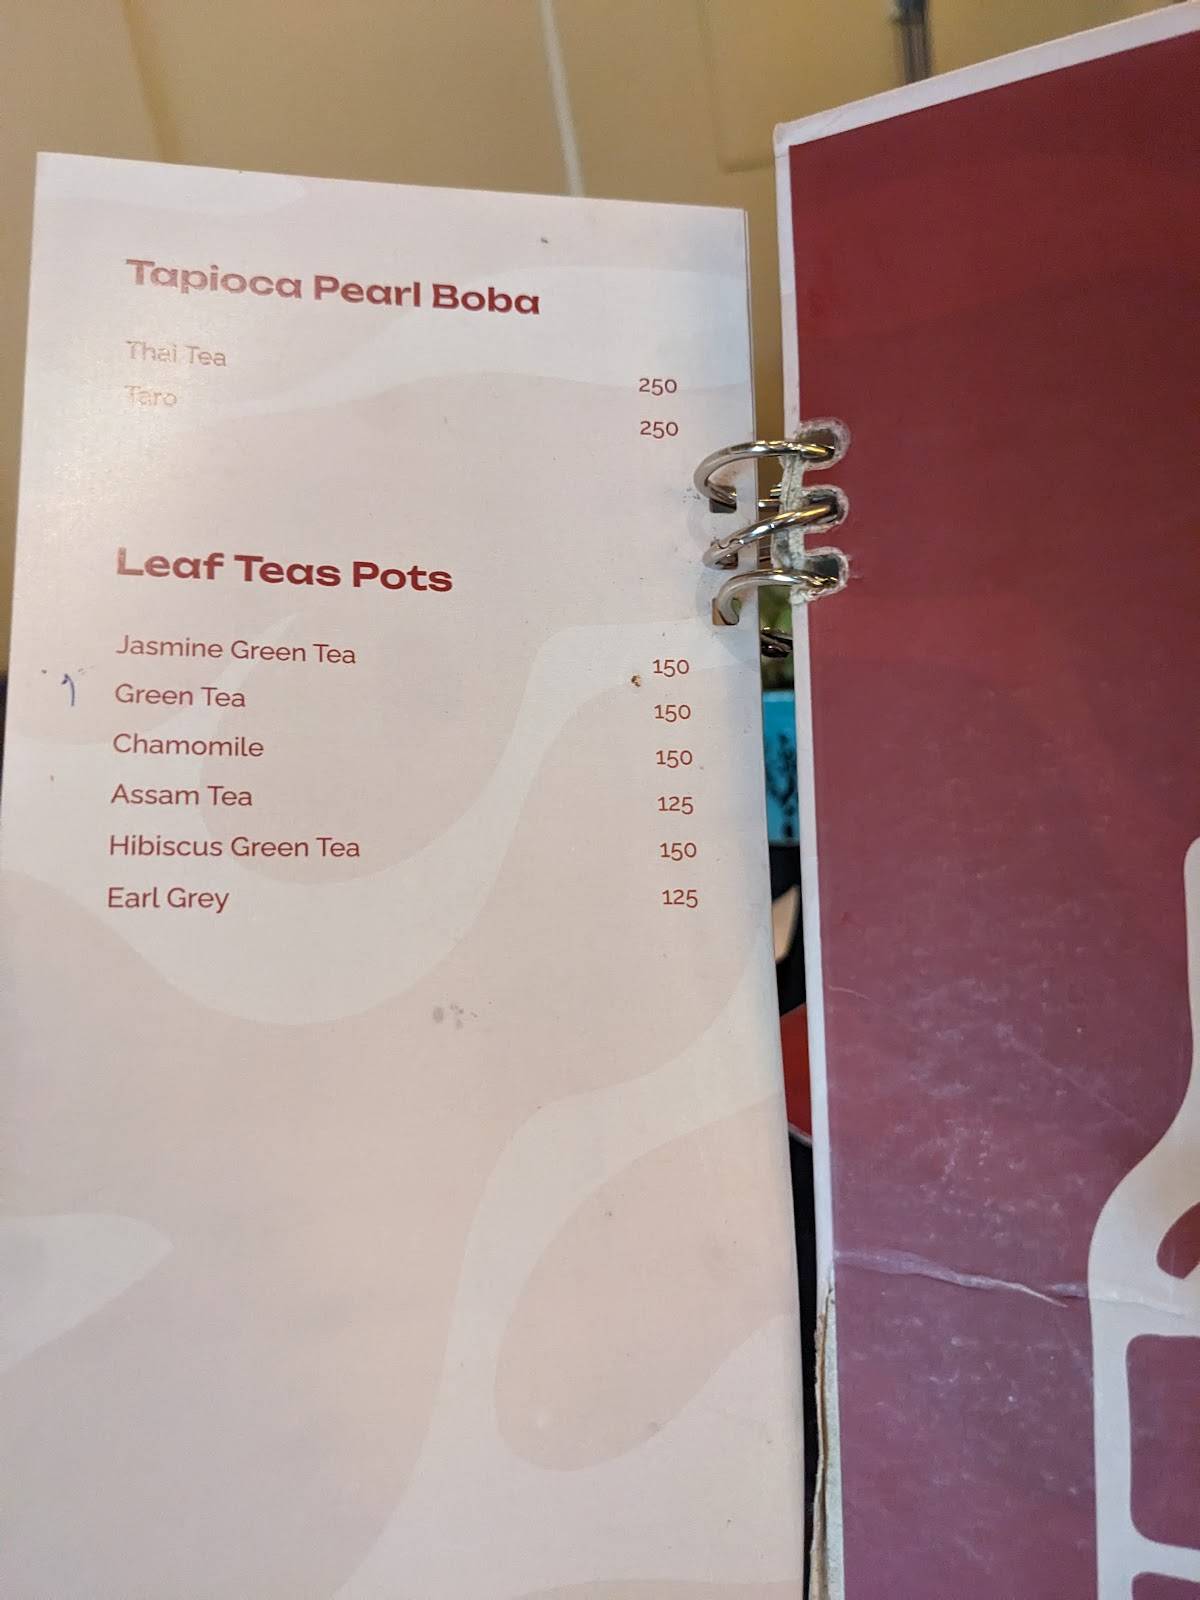 Tapioca Pearl Boba
Thai Tea 250
Taro 250
Leaf Teas Pots
Jasmine Green Tea 150
Green Tea 150
Chamomile 150
Assam Tea 125
Hibiscus Green Tea 150
Earl Grey 125